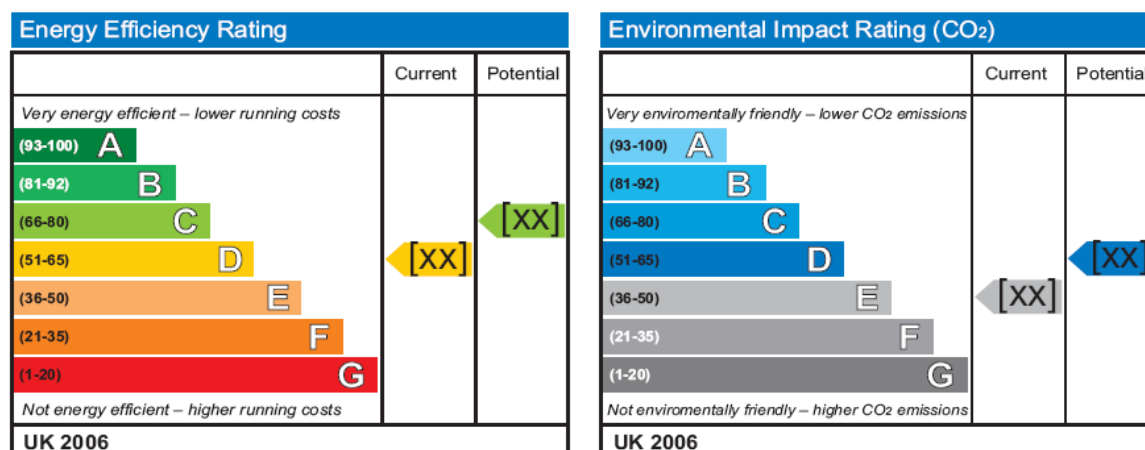 Energy Efficiency Rating
Current Potential
Very energy efficient – lower running costs
(93-100) A
(81-92) B
(66-80) C [XX]
(51-65) D [XX]
(36-50) E
(21-35) F
(1-20) G
Not energy efficient – higher running costs
UK 2006
Environmental Impact Rating (CO₂)
Current Potential
Very enviromentally friendly – lower CO₂ emissions
(93-100) A
(81-92) B
(66-80) C
(51-65) D [XX]
(36-50) E [XX]
(21-35) F
(1-20) G
Not enviromentally friendly – higher CO₂ emissions
UK 2006